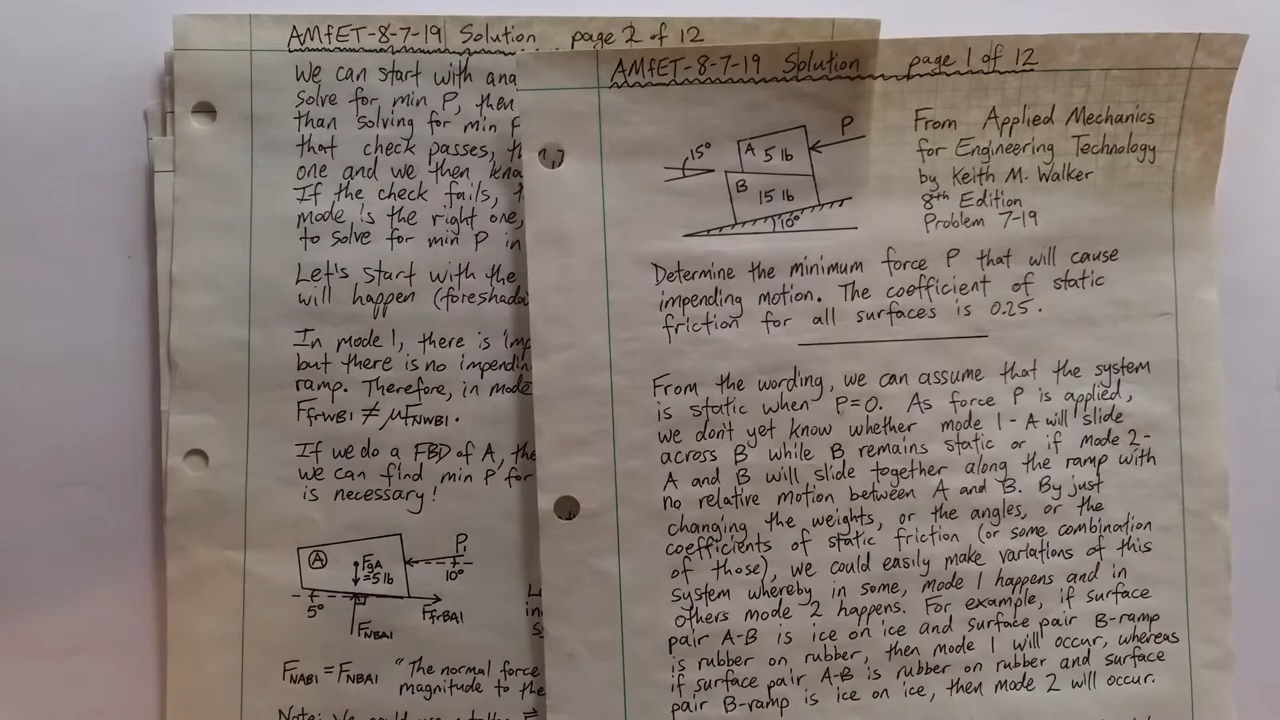 AMfET-8-7-19 Solution page 2 of 12
We can start with ana
solve for min P, then
than solving for min F
that check passes, th
one and we then kno
If the check fails, t
mode is the right one,
to solve for min P in
Let's start with the
will happen (foreshado
In mode 1, there is imp
but there is no impendin
ramp. Therefore, in mode
FfrWB1 ≠ μFNWB1.
If we do a FBD of A, the
we can find min P for
is necessary!
A
FgA
=5 lb
P1
10°
5°
FfrBA1
FNBA1
FNAB1 = FNBA1 "The normal force
magnitude to the
AMfET-8-7-19 Solution page 1 of 12
P
15°
A 5 lb
B
15 lb
10°
From Applied Mechanics
for Engineering Technology
by Keith M. Walker
8th Edition
Problem 7-19
Determine the minimum force P that will cause
impending motion. The coefficient of static
friction for all surfaces is 0.25.
From the wording, we can assume that the system
is static when P=0. As force P is applied,
we don't yet know whether mode 1 - A will slide
across B while B remains static or if mode 2-
A and B will slide together along the ramp with
no relative motion between A and B. By just
changing the weights, or the angles, or the
coefficients of static friction (or some combination
of those), we could easily make variations of this
system whereby in some, mode 1 happens and in
others mode 2 happens. For example, if surface
pair A-B is ice on ice and surface pair B-ramp
is rubber on rubber, then mode 1 will occur, whereas
if surface pair A-B is rubber on rubber and surface
pair B-ramp is ice on ice, then mode 2 will occur.